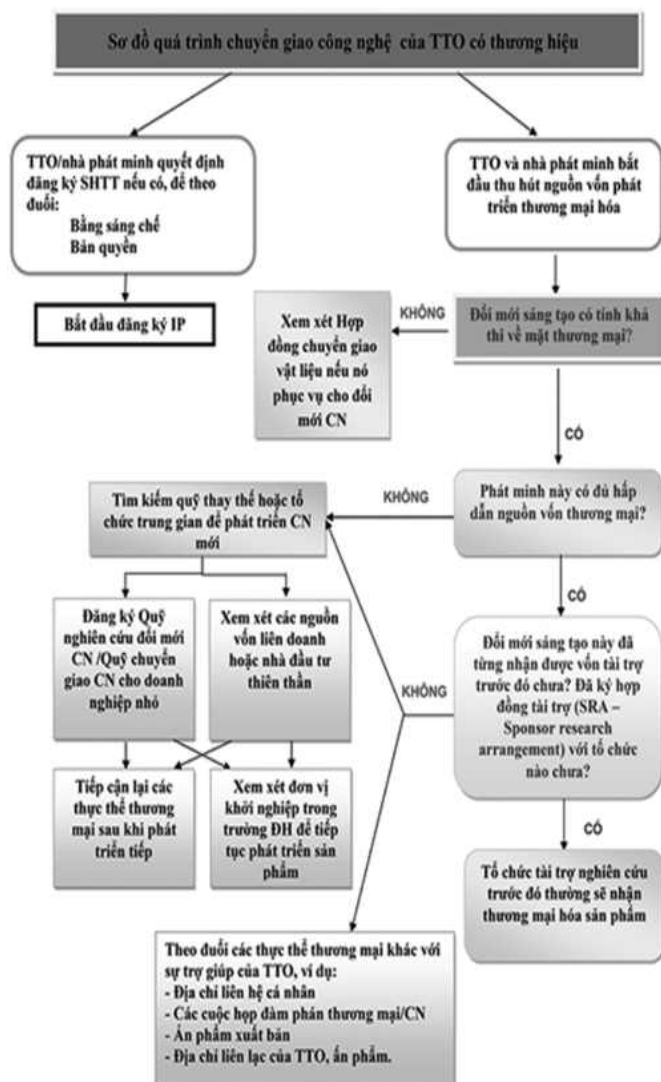 Sơ đồ quá trình chuyển giao công nghệ của TTO có thương hiệu
TTO/nhà phát minh quyết định
đăng ký SHTT nếu có, để theo
đuổi:
Bằng sáng chế
Bản quyền
TTO và nhà phát minh bắt
đầu thu hút nguồn vốn phát
triển thương mại hóa
Bắt đầu đăng ký IP
Xem xét Hợp
đồng chuyển giao
vật liệu nếu nó
phục vụ cho đổi
mới CN
KHÔNG
Đổi mới sáng tạo có tính khả
thi về mặt thương mại?
CÓ
Tìm kiếm quỹ thay thế hoặc tổ
chức trung gian để phát triển CN
mới
KHÔNG
Phát minh này có đủ hấp
dẫn nguồn vốn thương mại?
CÓ
Đăng ký Quỹ
nghiên cứu đổi mới
CN /Quỹ chuyển
giao CN cho doanh
nghiệp nhỏ
Xem xét các nguồn
vốn liên doanh
hoặc nhà đầu tư
thiên thần
KHÔNG
Đổi mới sáng tạo này đã
từng nhận được vốn tài trợ
trước đó chưa? Đã ký hợp
đồng tài trợ (SRA –
Sponsor research
arrangement) với tổ chức
nào chưa?
Tiếp cận lại các
thực thể thương
mại sau khi phát
triển tiếp
Xem xét đơn vị
khởi nghiệp trong
trường ĐH để tiếp
tục phát triển sản
phẩm
CÓ
Tổ chức tài trợ nghiên cứu
trước đó thường sẽ nhận
thương mại hóa sản phẩm
Theo đuổi các thực thể thương mại khác với
sự trợ giúp của TTO, ví dụ:
- Địa chỉ liên hệ cá nhân
- Các cuộc họp đàm phán thương mại/CN
- Ấn phẩm xuất bản
- Địa chỉ liên lạc của TTO, ấn phẩm.